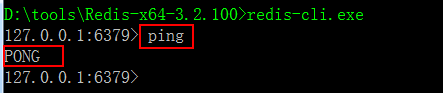 D:\tools\Redis-x64-3.2.100>redis-cli.exe
127.0.0.1:6379> ping
PONG
127.0.0.1:6379>